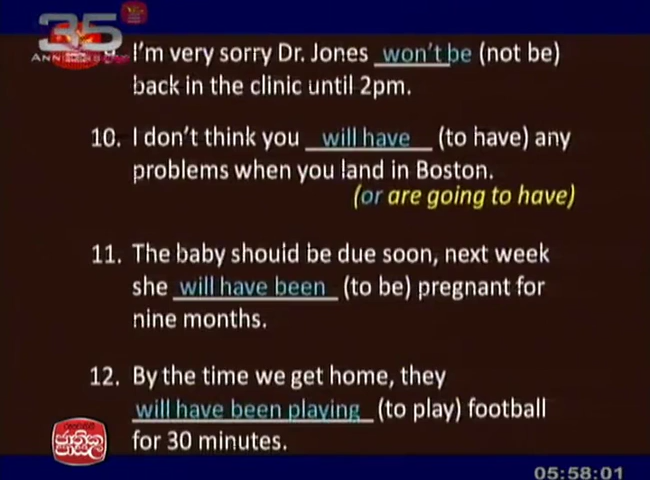 35
9. I'm very sorry Dr. Jones won't be (not be)
back in the clinic until 2pm.
10. I don't think you will have (to have) any
problems when you land in Boston.
(or are going to have)
11. The baby should be due soon, next week
she will have been (to be) pregnant for
nine months.
12. By the time we get home, they
will have been playing (to play) football
for 30 minutes.
ජාතික
පාසල
05:58:01